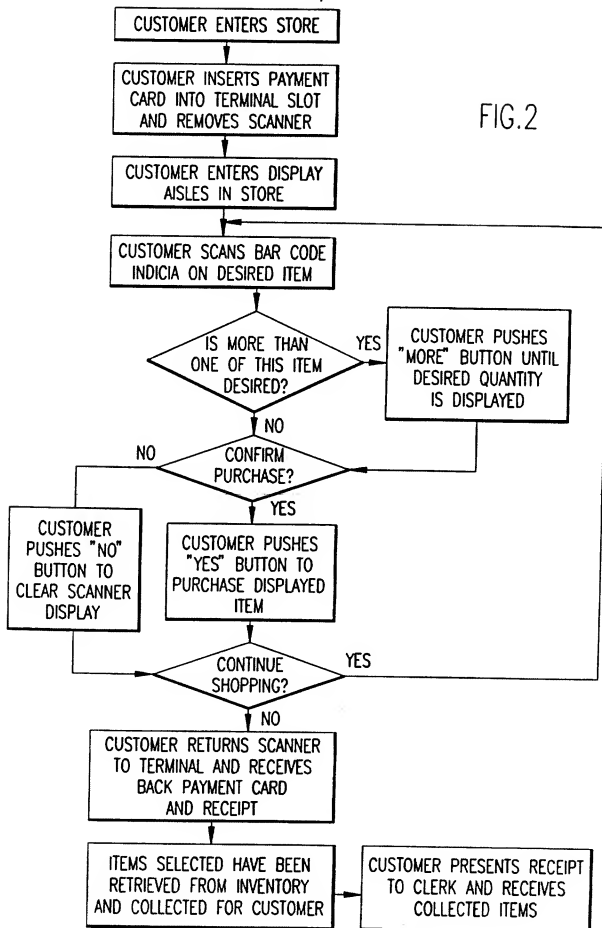 CUSTOMER ENTERS STORE
CUSTOMER INSERTS PAYMENT
CARD INTO TERMINAL SLOT
AND REMOVES SCANNER
FIG.2
CUSTOMER ENTERS DISPLAY
AISLES IN STORE
CUSTOMER SCANS BAR CODE
INDICIA ON DESIRED ITEM
IS MORE THAN
ONE OF THIS ITEM
DESIRED?
YES
CUSTOMER PUSHES
"MORE" BUTTON UNTIL
DESIRED QUANTITY
IS DISPLAYED
NO
CONFIRM
PURCHASE?
NO
YES
CUSTOMER
PUSHES "NO"
BUTTON TO
CLEAR SCANNER
DISPLAY
CUSTOMER PUSHES
"YES" BUTTON TO
PURCHASE DISPLAYED
ITEM
CONTINUE
SHOPPING?
YES
NO
CUSTOMER RETURNS SCANNER
TO TERMINAL AND RECEIVES
BACK PAYMENT CARD
AND RECEIPT
ITEMS SELECTED HAVE BEEN
RETRIEVED FROM INVENTORY
AND COLLECTED FOR CUSTOMER
CUSTOMER PRESENTS RECEIPT
TO CLERK AND RECEIVES
COLLECTED ITEMS